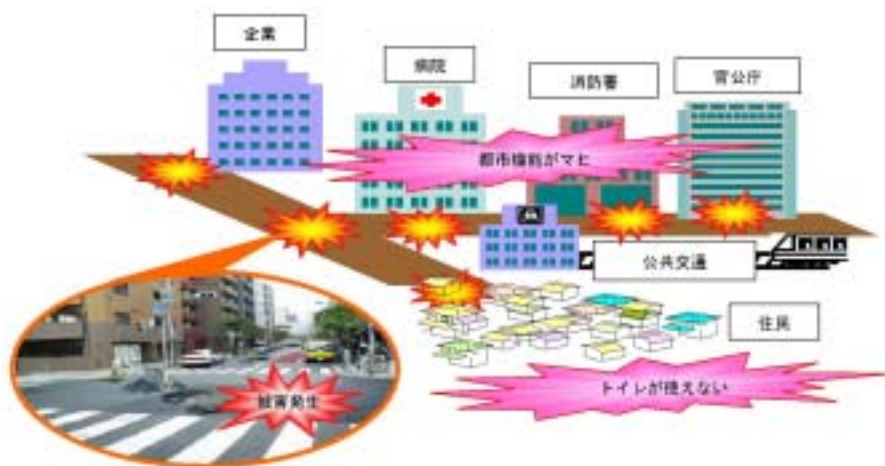 企業
病院
消防署
官公庁
都市機能がマヒ
公共交通
住民
被害発生
トイレが使えない